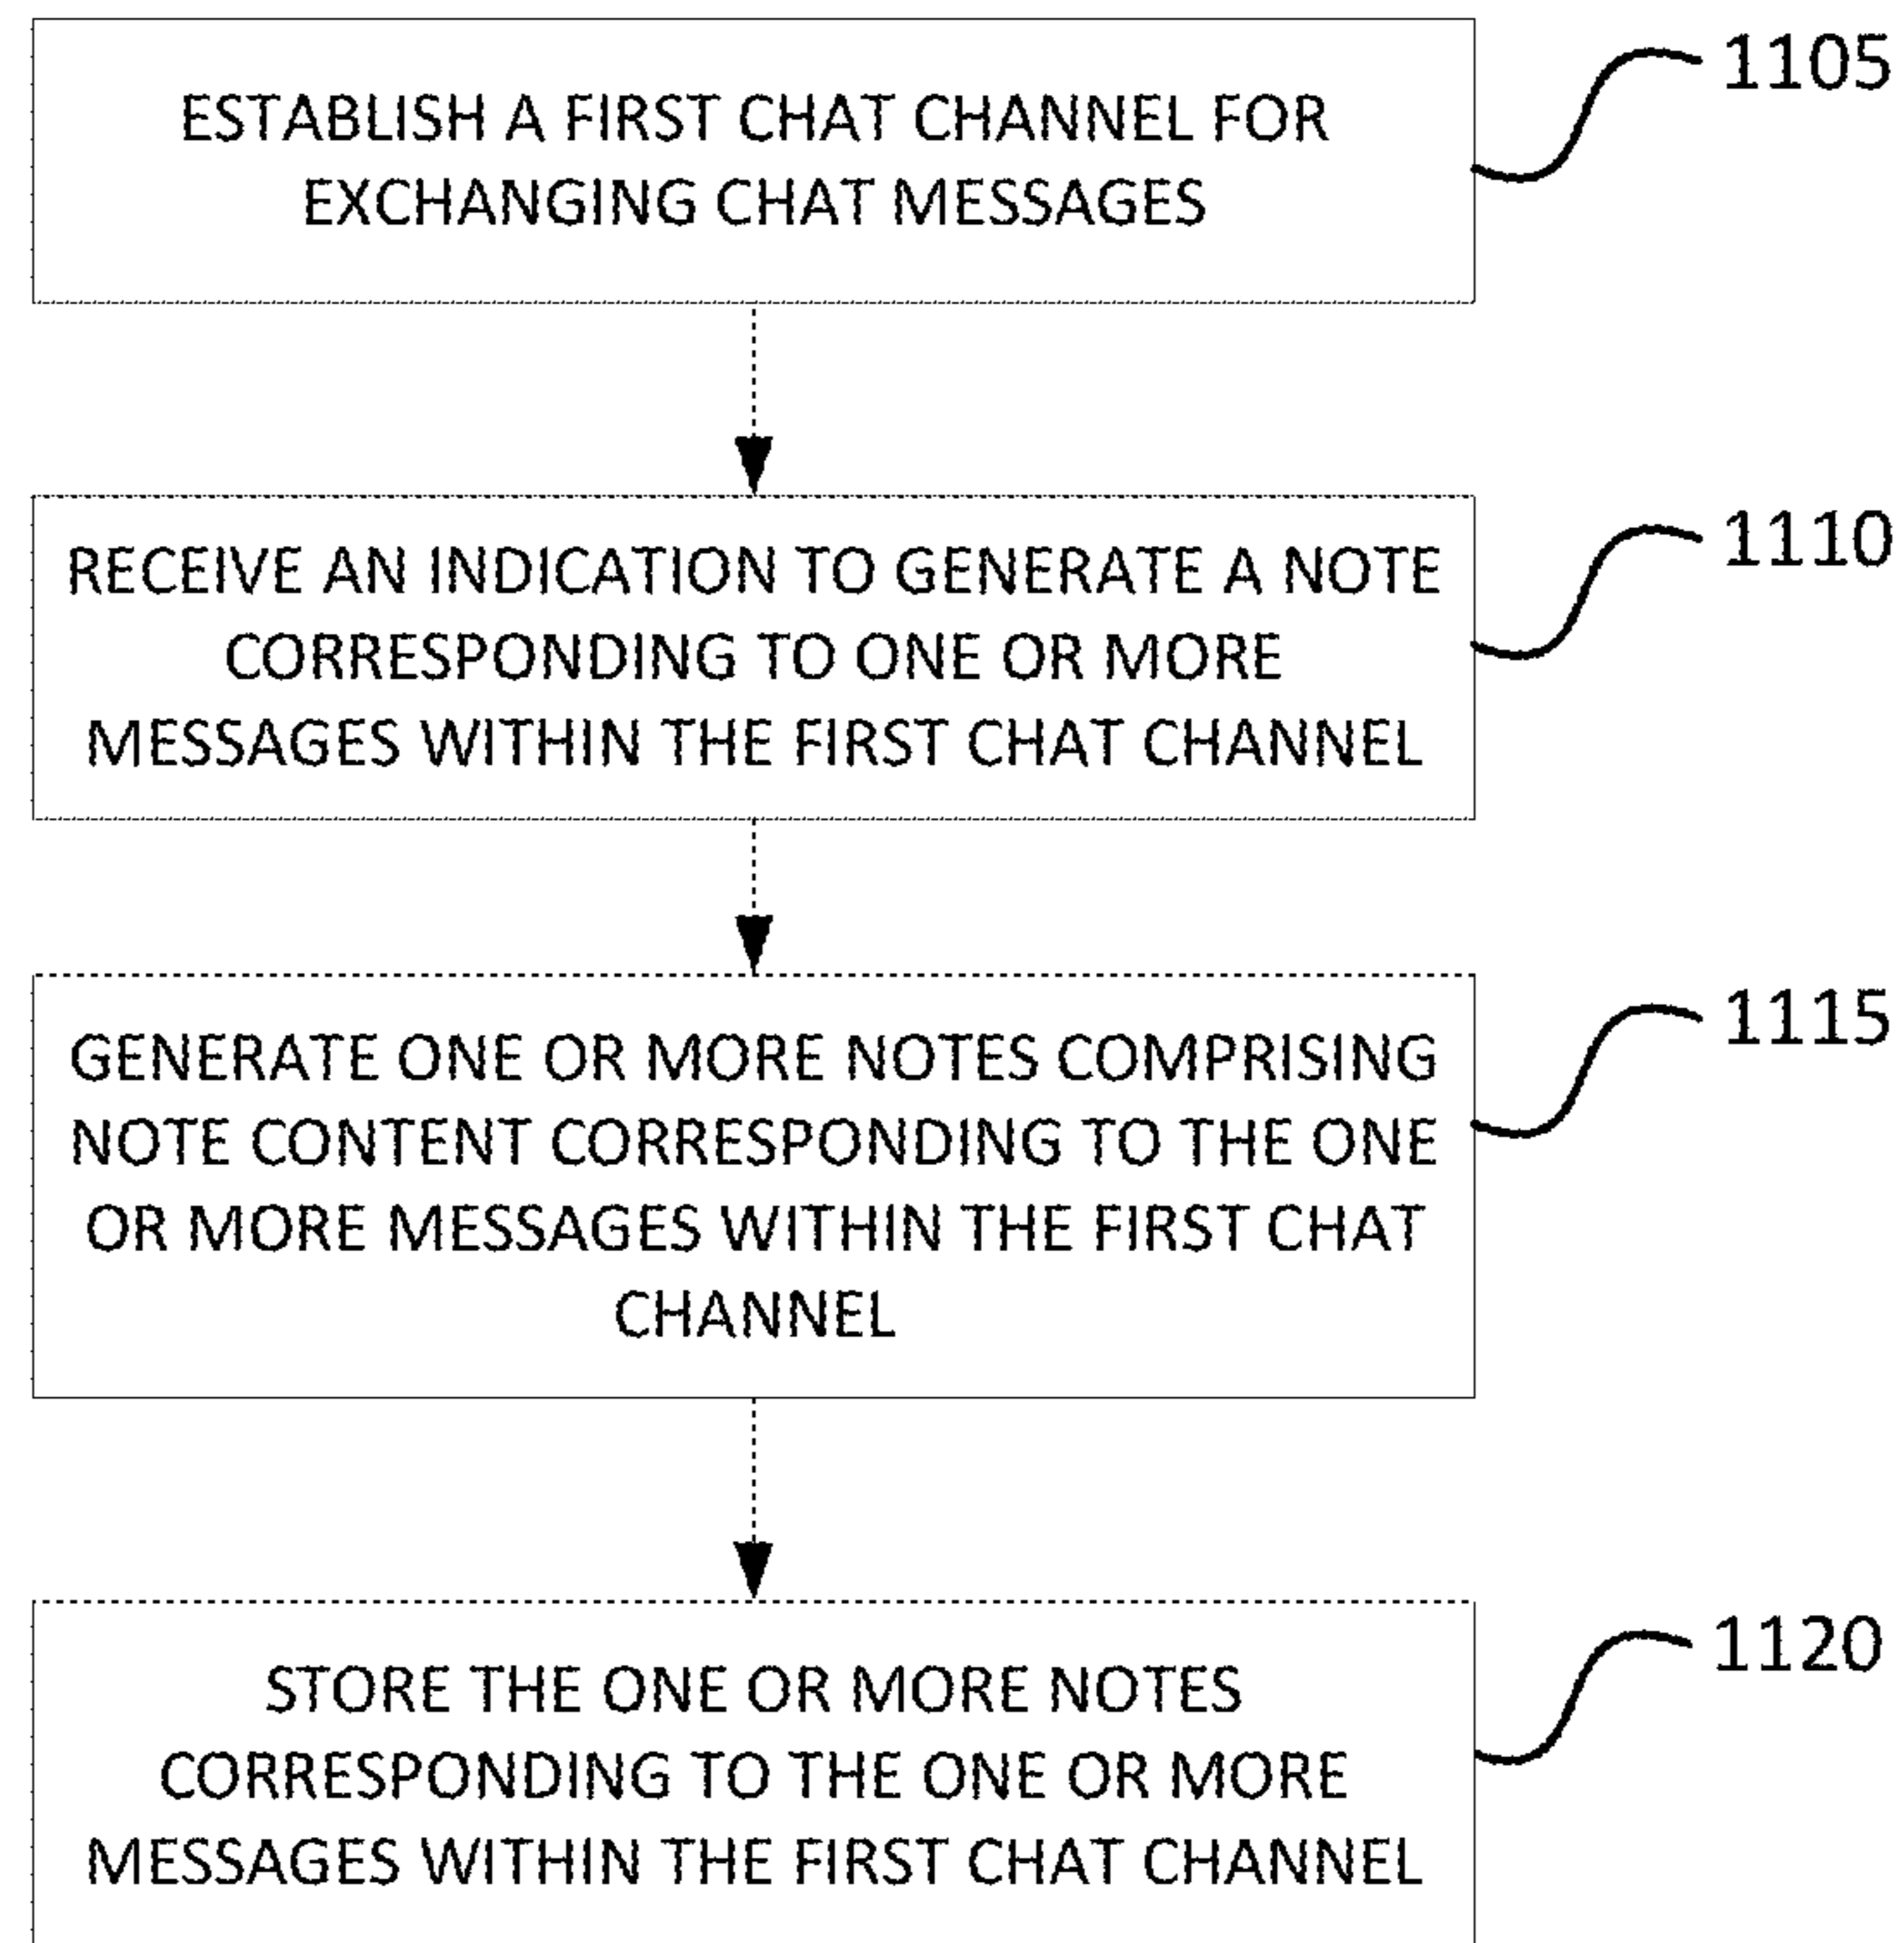 ESTABLISH A FIRST CHAT CHANNEL FOR
EXCHANGING CHAT MESSAGES
1105
RECEIVE AN INDICATION TO GENERATE A NOTE
CORRESPONDING TO ONE OR MORE
MESSAGES WITHIN THE FIRST CHAT CHANNEL
1110
GENERATE ONE OR MORE NOTES COMPRISING
NOTE CONTENT CORRESPONDING TO THE ONE
OR MORE MESSAGES WITHIN THE FIRST CHAT
CHANNEL
1115
STORE THE ONE OR MORE NOTES
CORRESPONDING TO THE ONE OR MORE
MESSAGES WITHIN THE FIRST CHAT CHANNEL
1120